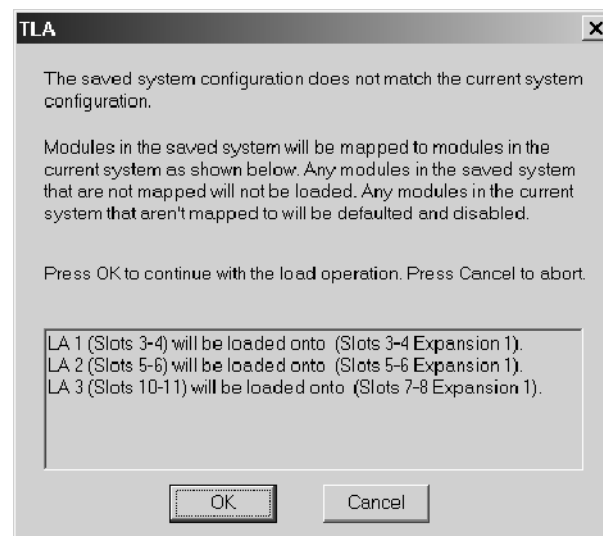 TLA
The saved system configuration does not match the current system
configuration.
Modules in the saved system will be mapped to modules in the
current system as shown below. Any modules in the saved system
that are not mapped will not be loaded. Any modules in the current
system that aren't mapped to will be defaulted and disabled.
Press OK to continue with the load operation. Press Cancel to abort.
LA 1 (Slots 3-4) will be loaded onto (Slots 3-4 Expansion 1).
LA 2 (Slots 5-6) will be loaded onto (Slots 5-6 Expansion 1).
LA 3 (Slots 10-11) will be loaded onto (Slots 7-8 Expansion 1).
OK
Cancel